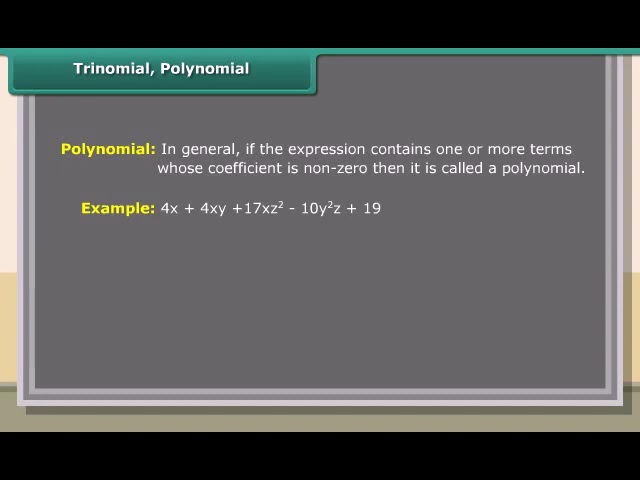 Trinomial, Polynomial
Polynomial: In general, if the expression contains one or more terms
whose coefficient is non-zero then it is called a polynomial.
Example: 4x + 4xy +17xz² - 10y²z + 19